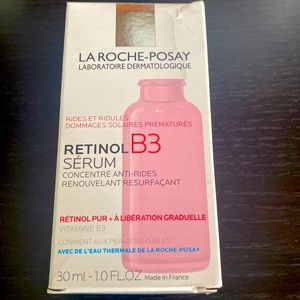 LA ROCHE-POSAY
LABORATOIRE DERMATOLOGIQUE
RIDES ET RIDULES
DOMMAGES SOLAIRES PRÉMATURÉS
RETINOL B3
SÉRUM
CONCENTRÉ ANTI-RIDES
RENOUVELANT RESURFAÇANT
RÉTINOL PUR + À LIBÉRATION GRADUELLE
VITAMINE B3
CONVIENT AUX PEAUX SENSIBLES
AVEC DE L'EAU THERMALE DE LA ROCHE-POSAY
30 ml - 1.0 FL.OZ Made in France